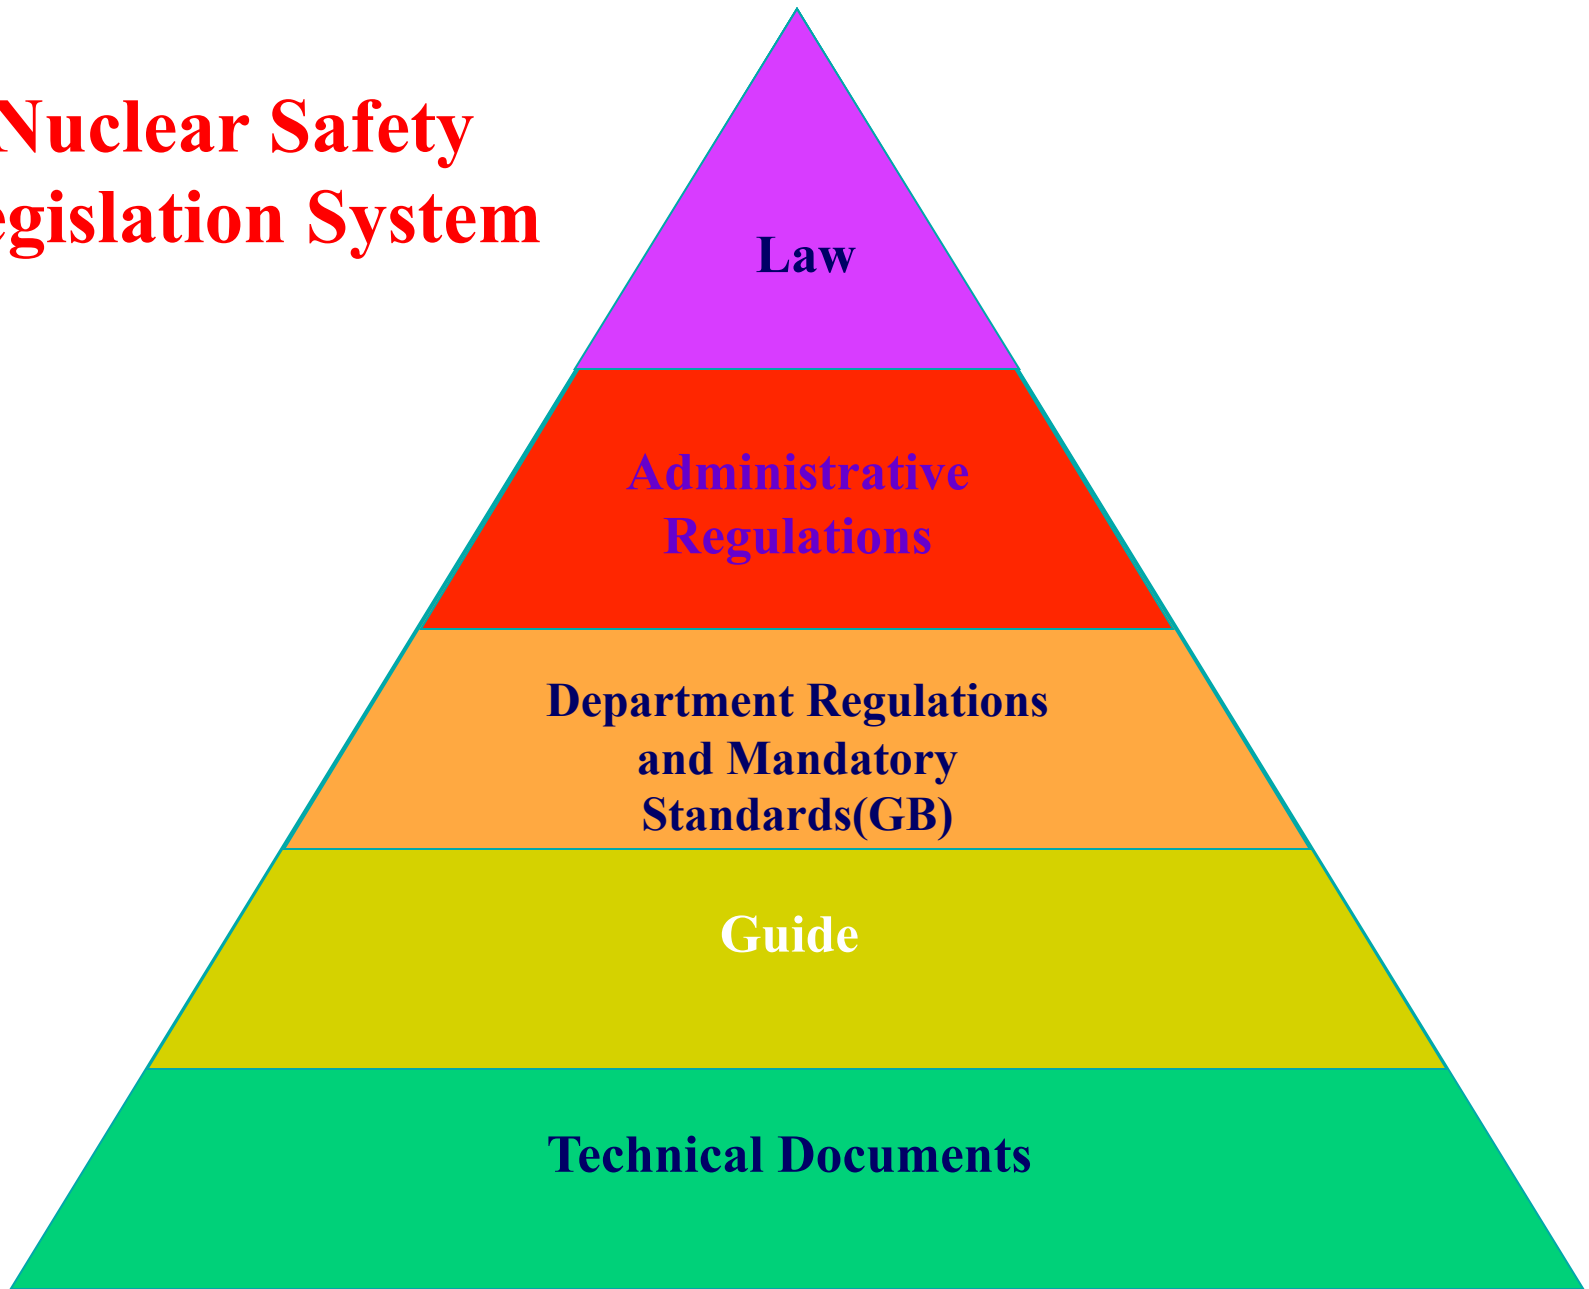 Nuclear Safety
egislation System
Law
Administrative
Regulations
Department Regulations
and Mandatory
Standards(GB)
Guide
Technical Documents